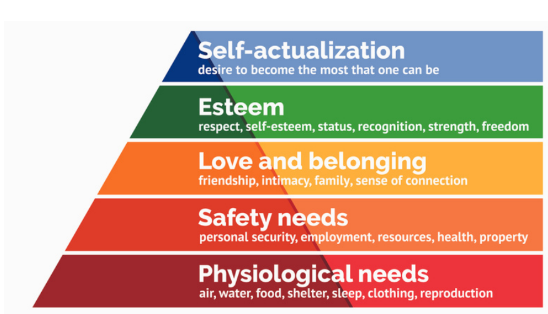 Self-actualization
desire to become the most that one can be
Esteem
respect, self-esteem, status, recognition, strength, freedom
Love and belonging
friendship, intimacy, family, sense of connection
Safety needs
personal security, employment, resources, health, property
Physiological needs
air, water, food, shelter, sleep, clothing, reproduction